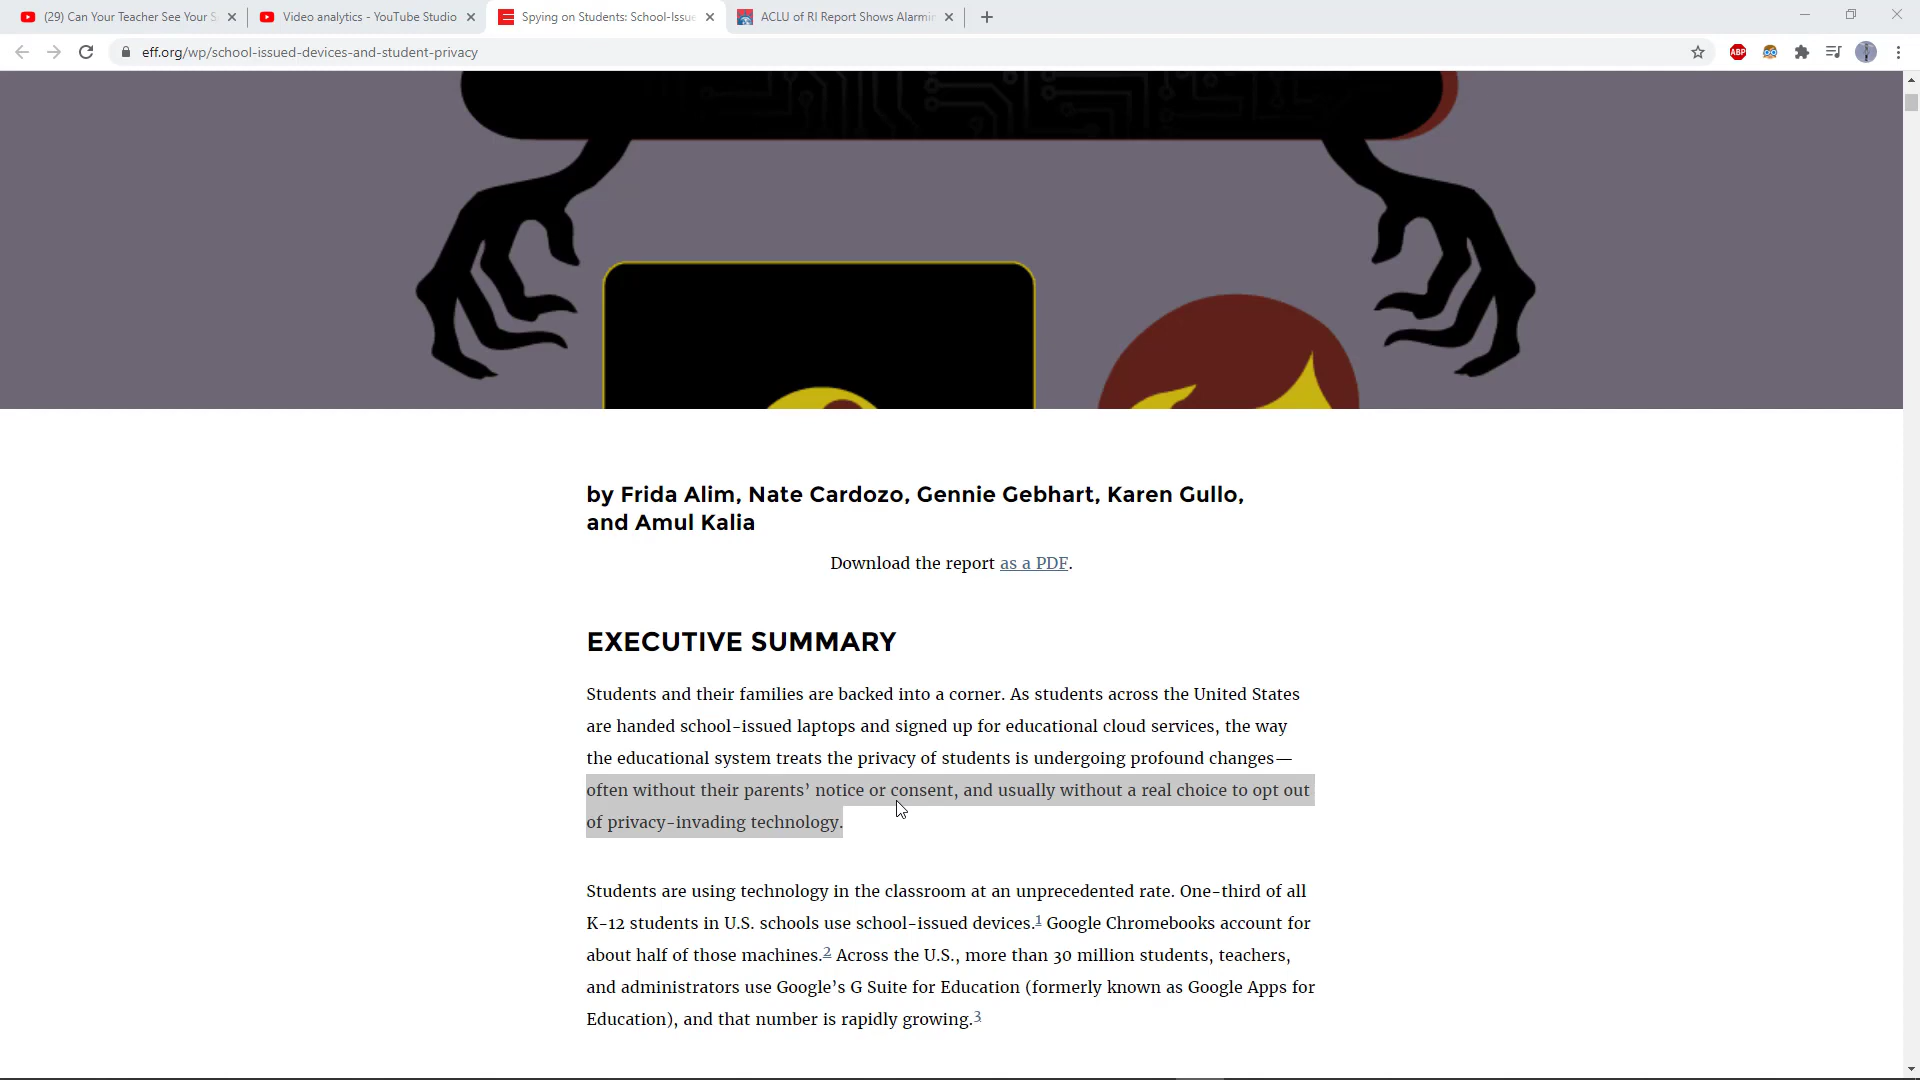 (29) Can Your Teacher See Your S
Video analytics - YouTube Studio
Spying on Students: School-Issue
ACLU of RI Report Shows Alarmin
eff.org/wp/school-issued-devices-and-student-privacy
ABP
by Frida Alim, Nate Cardozo, Gennie Gebhart, Karen Gullo,
and Amul Kalia
Download the report as a PDF.
EXECUTIVE SUMMARY
Students and their families are backed into a corner. As students across the United States
are handed school-issued laptops and signed up for educational cloud services, the way
the educational system treats the privacy of students is undergoing profound changes—
often without their parents’ notice or consent, and usually without a real choice to opt out
of privacy-invading technology.
Students are using technology in the classroom at an unprecedented rate. One-third of all
K-12 students in U.S. schools use school-issued devices.1 Google Chromebooks account for
about half of those machines.2 Across the U.S., more than 30 million students, teachers,
and administrators use Google’s G Suite for Education (formerly known as Google Apps for
Education), and that number is rapidly growing.3